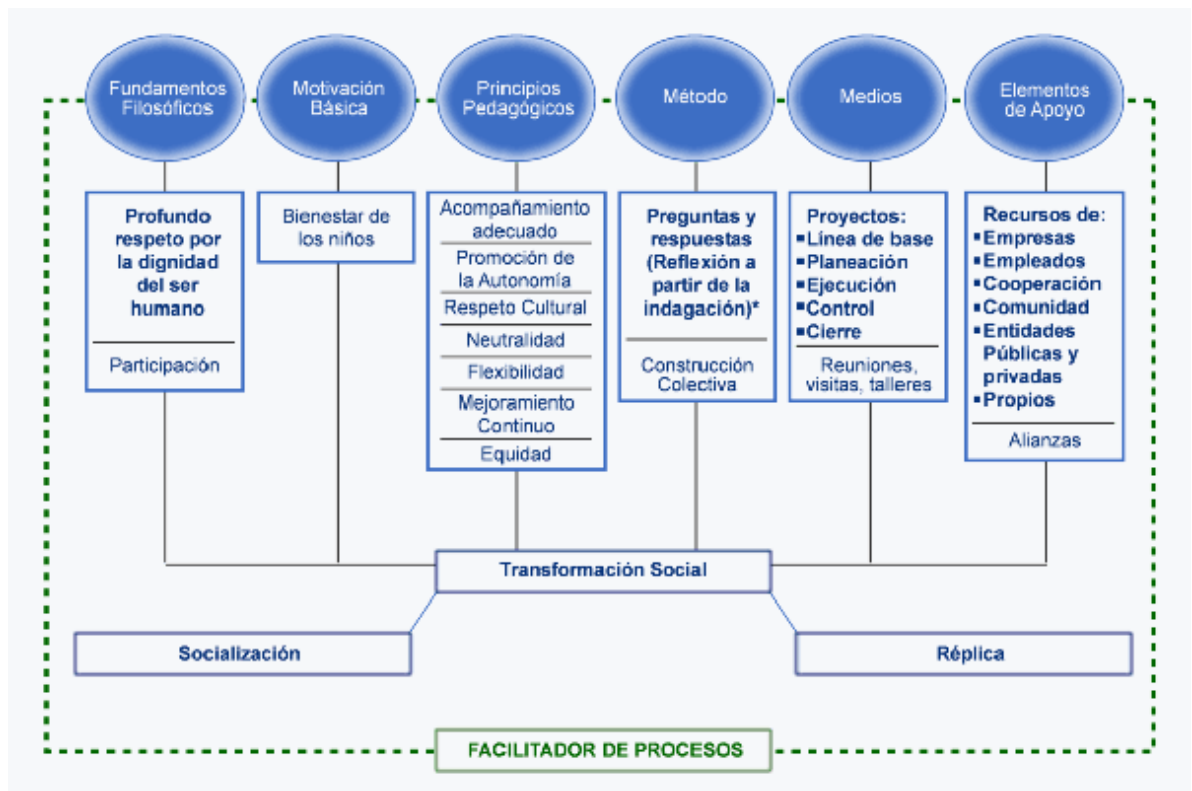 Fundamentos
Filosóficos
Motivación
Básica
Principios
Pedagógicos
Método
Medios
Elementos
de Apoyo
Profundo
respeto por
la dignidad
del ser
humano
Participación
Bienestar de
los niños
Acompañamiento
adecuado
Promoción de
la Autonomía
Respeto Cultural
Neutralidad
Flexibilidad
Mejoramiento
Continuo
Equidad
Preguntas y
respuestas
(Reflexión a
partir de la
indagación)*
Construcción
Colectiva
Proyectos:
▪Línea de base
▪Planeación
▪Ejecución
▪Control
▪Cierre
Reuniones,
visitas, talleres
Recursos de:
▪Empresas
▪Empleados
▪Cooperación
▪Comunidad
▪Entidades
Públicas y
privadas
▪Propios
Alianzas
Transformación Social
Socialización
Réplica
FACILITADOR DE PROCESOS